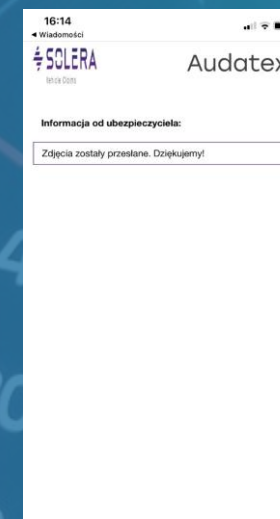 16:14
◄ Wiadomości
SOLERA
Audatex
Informacja od ubezpieczyciela:
Zdjęcia zostały przesłane. Dziękujemy!